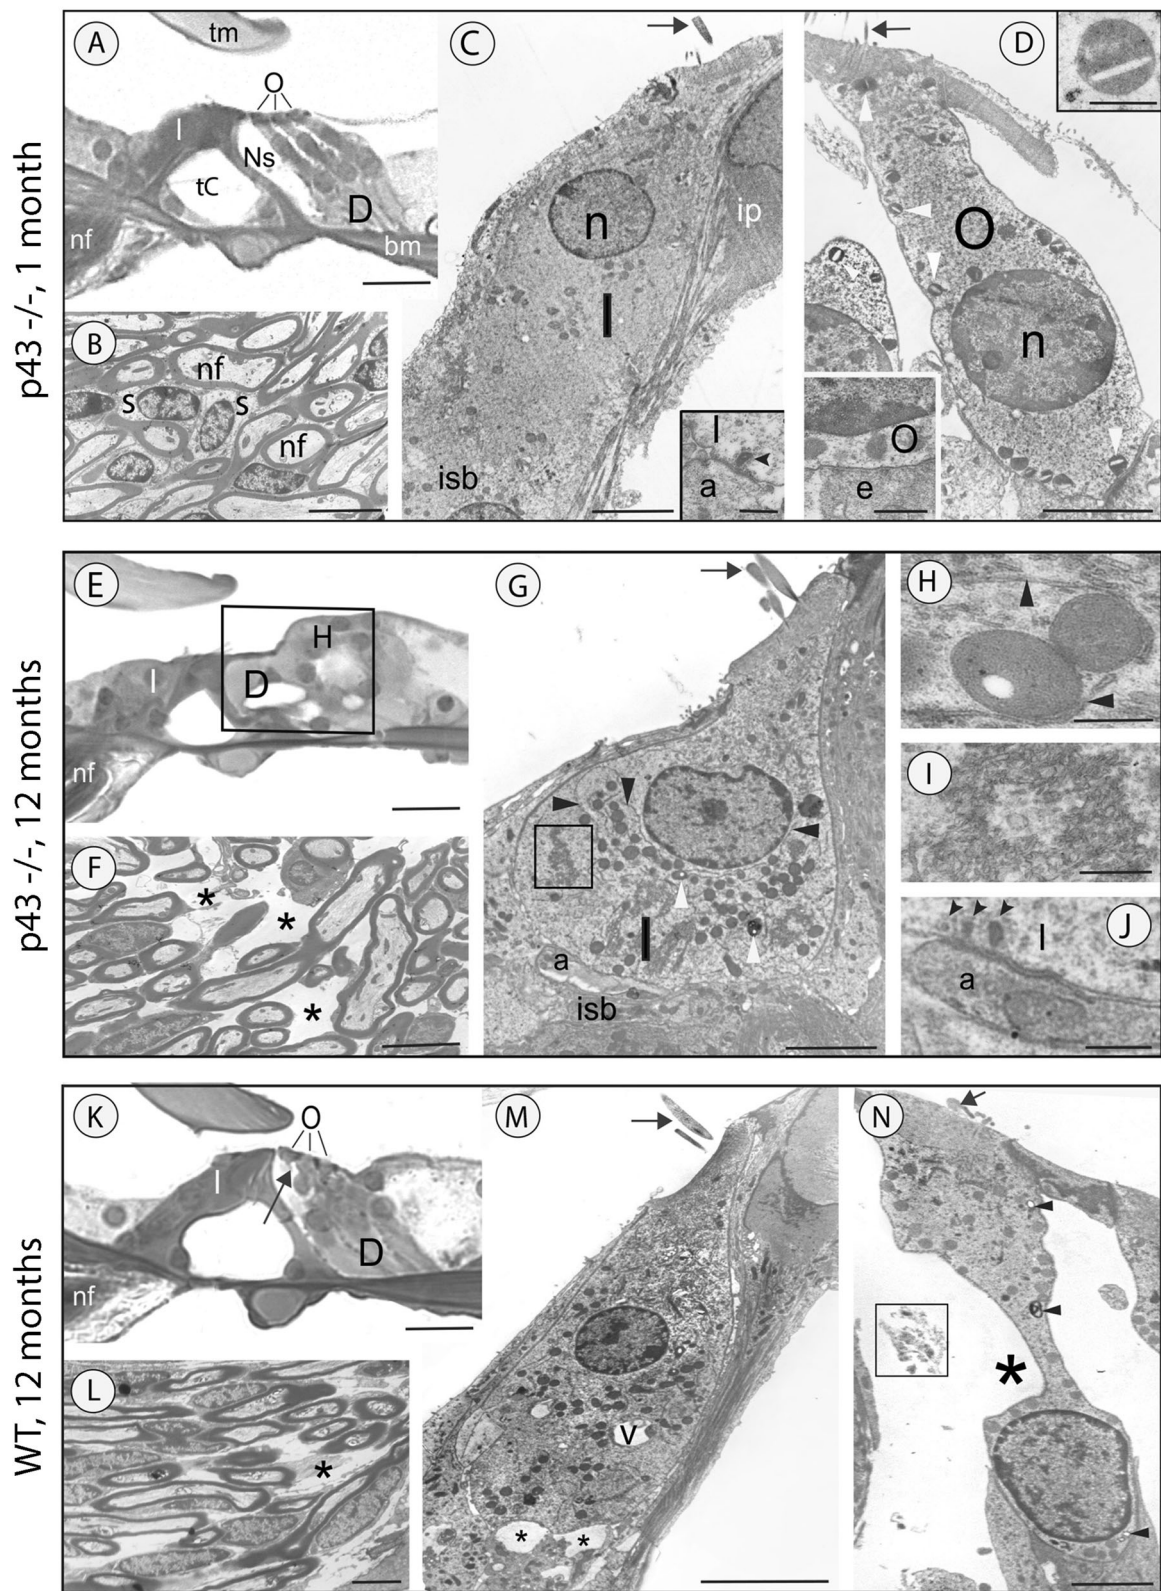 p43 -/-, 1 month
A
tm
O
I
Ns
tC
D
nf
bm
B
nf
S
S
nf
C
n
ip
I
isb
I
a
D
O
n
O
e
p43 -/-, 12 months
E
H
I
D
nf
F
*
*
*
G
I
a
isb
H
I
J
I
a
WT, 12 months
K
O
I
D
nf
L
*
M
V
*
*
N
*